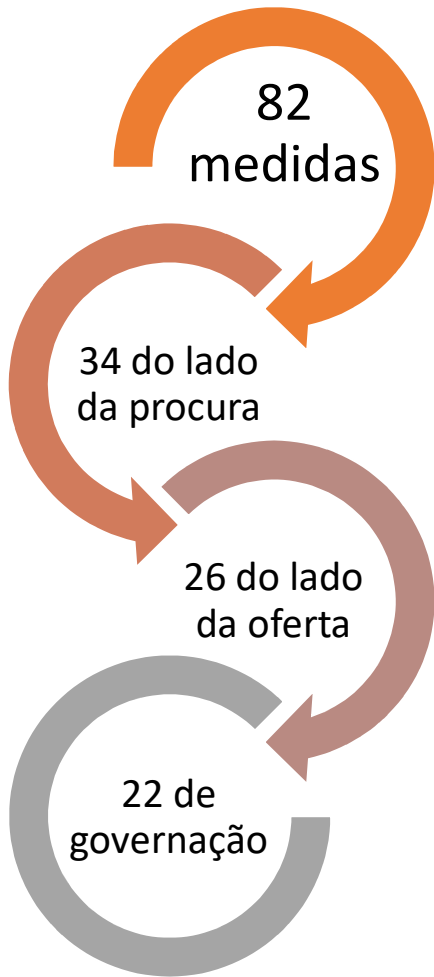 82
medidas
34 do lado
da procura
26 do lado
da oferta
22 de
governação